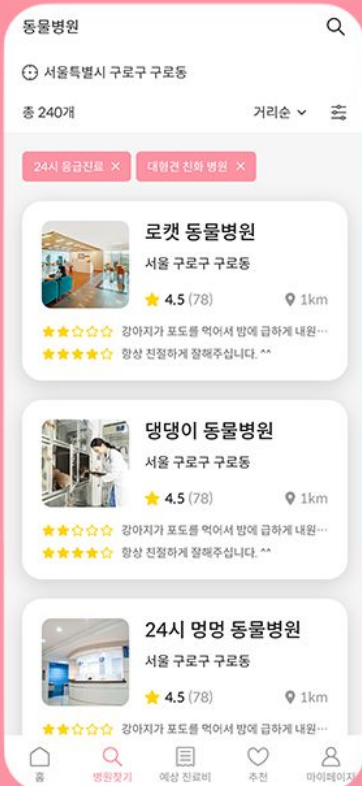 동물병원
서울특별시 구로구 구로동
총 240개 거리순
24시 응급진료 × 대형견 친화 병원 ×
로캣 동물병원
서울 구로구 구로동
4.5 (78) 1km
강아지가 포도를 먹어서 밤에 급하게 내원…
항상 친절하게 잘해주십니다. ^^
댕댕이 동물병원
서울 구로구 구로동
4.5 (78) 1km
강아지가 포도를 먹어서 밤에 급하게 내원…
항상 친절하게 잘해주십니다. ^^
24시 멍멍 동물병원
서울 구로구 구로동
4.5 (78) 1km
강아지가 포도를 먹어서 밤에 급하게 내원…
홈 병원찾기 예상 진료비 추천 마이페이지